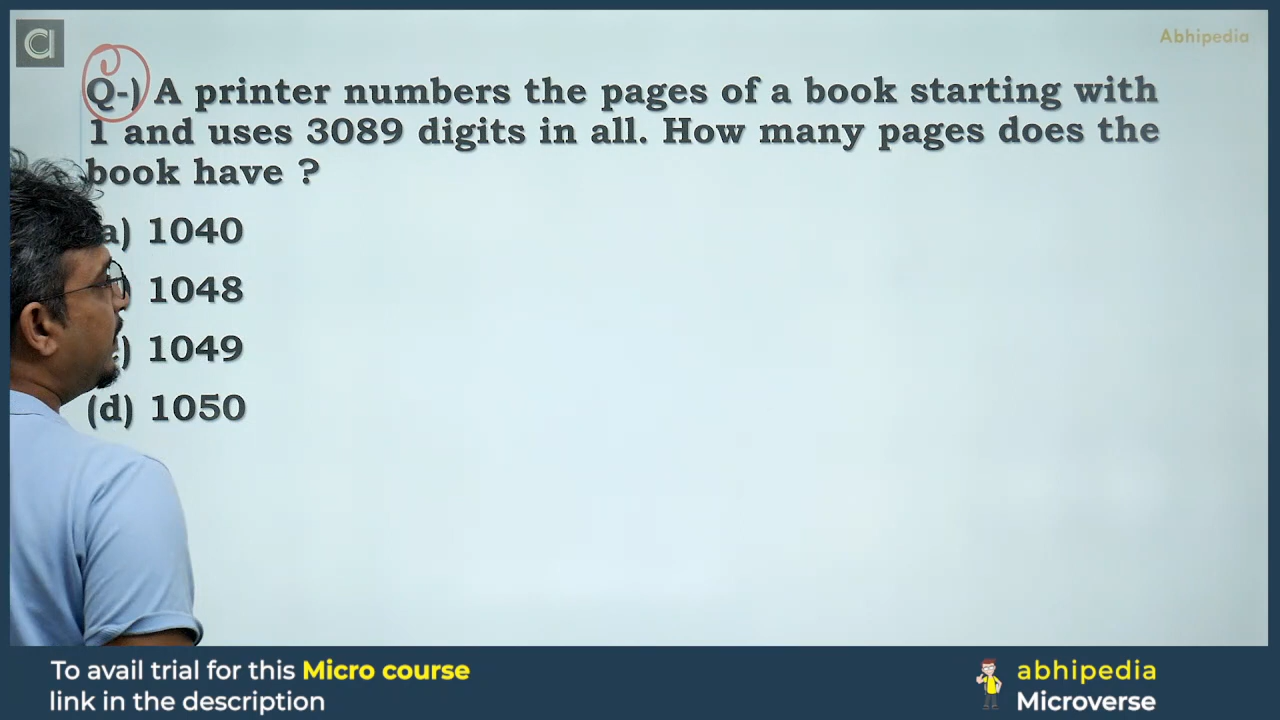 Abhipedia
Q-) A printer numbers the pages of a book starting with
1 and uses 3089 digits in all. How many pages does the
book have ?
a) 1040
) 1048
) 1049
(d) 1050
To avail trial for this Micro course
link in the description
abhipedia
Microverse